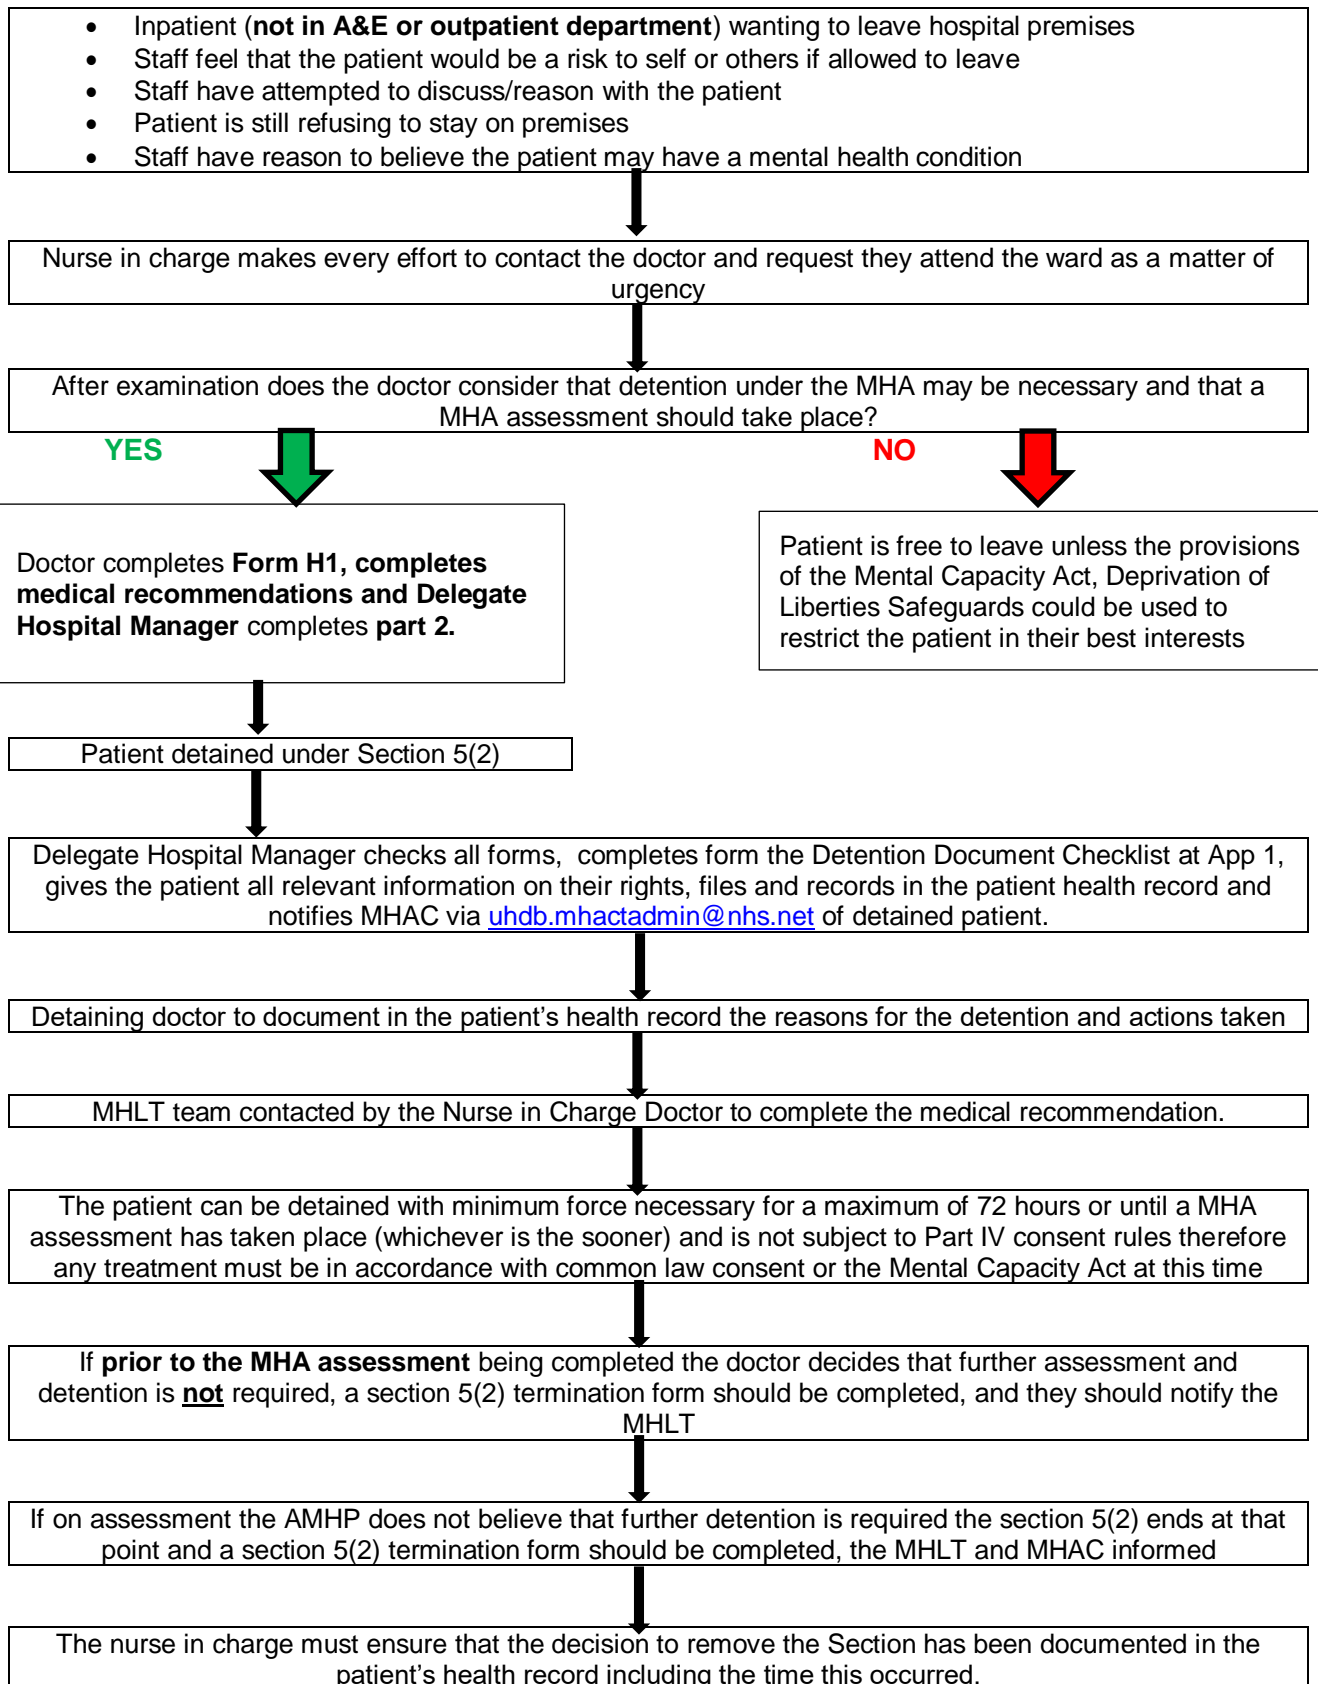 • Inpatient (not in A&E or outpatient department) wanting to leave hospital premises
• Staff feel that the patient would be a risk to self or others if allowed to leave
• Staff have attempted to discuss/reason with the patient
• Patient is still refusing to stay on premises
• Staff have reason to believe the patient may have a mental health condition
Nurse in charge makes every effort to contact the doctor and request they attend the ward as a matter of
urgency
After examination does the doctor consider that detention under the MHA may be necessary and that a
MHA assessment should take place?
YES
NO
Doctor completes Form H1, completes
medical recommendations and Delegate
Hospital Manager completes part 2.
Patient is free to leave unless the provisions
of the Mental Capacity Act, Deprivation of
Liberties Safeguards could be used to
restrict the patient in their best interests
Patient detained under Section 5(2)
Delegate Hospital Manager checks all forms, completes form the Detention Document Checklist at App 1,
gives the patient all relevant information on their rights, files and records in the patient health record and
notifies MHAC via uhdb.mhactadmin@nhs.net of detained patient.
Detaining doctor to document in the patient's health record the reasons for the detention and actions taken
MHLT team contacted by the Nurse in Charge Doctor to complete the medical recommendation.
The patient can be detained with minimum force necessary for a maximum of 72 hours or until a MHA
assessment has taken place (whichever is the sooner) and is not subject to Part IV consent rules therefore
any treatment must be in accordance with common law consent or the Mental Capacity Act at this time
If prior to the MHA assessment being completed the doctor decides that further assessment and
detention is not required, a section 5(2) termination form should be completed, and they should notify the
MHLT
If on assessment the AMHP does not believe that further detention is required the section 5(2) ends at that
point and a section 5(2) termination form should be completed, the MHLT and MHAC informed
The nurse in charge must ensure that the decision to remove the Section has been documented in the
patient's health record including the time this occurred.